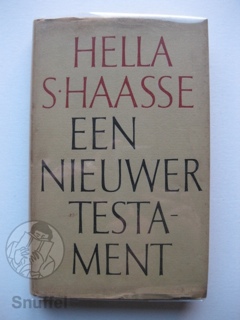 HELLA
S·HAASSE
EEN
NIEUWER
TESTA-
MENT
Snuffel